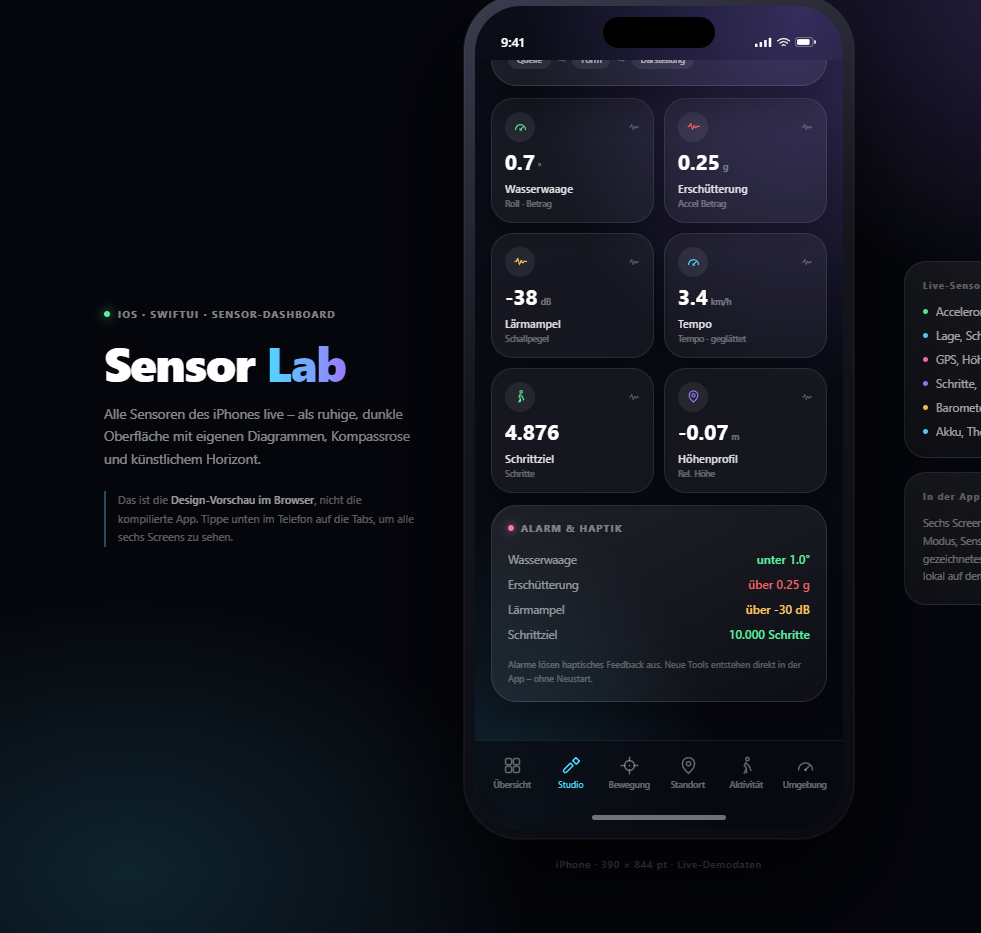 IOS · SWIFTUI · SENSOR-DASHBOARD
Sensor Lab
Alle Sensoren des iPhones live – als ruhige, dunkle
Oberfläche mit eigenen Diagrammen, Kompassrose
und künstlichem Horizont.
Das ist die Design-Vorschau im Browser, nicht die
kompilierte App. Tippe unten im Telefon auf die Tabs, um alle
sechs Screens zu sehen.
9:41
Quelle → Form → Darstellung
0.7 °
Wasserwaage
Roll · Betrag
0.25 g
Erschütterung
Accel Betrag
-38 dB
Lärmampel
Schallpegel
3.4 km/h
Tempo
Tempo · geglättet
4.876
Schrittziel
Schritte
-0.07 m
Höhenprofil
Rel. Höhe
ALARM & HAPTIK
Wasserwaage unter 1.0°
Erschütterung über 0.25 g
Lärmampel über -30 dB
Schrittziel 10.000 Schritte
Alarme lösen haptisches Feedback aus. Neue Tools entstehen direkt in der
App – ohne Neustart.
Übersicht
Studio
Bewegung
Standort
Aktivität
Umgebung
iPhone · 390 × 844 pt · Live-Demodaten
Live-Senso
Accelero
Lage, Sch
GPS, Höh
Schritte,
Baromete
Akku, The
In der App
Sechs Screen
Modus, Sens
gezeichnetes
lokal auf den